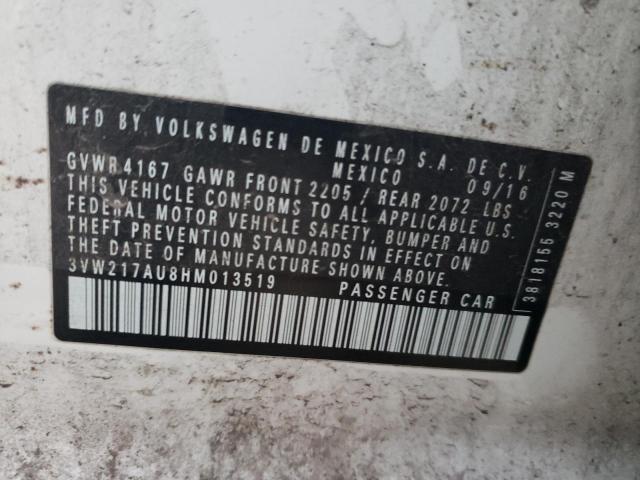 MFD BY VOLKSWAGEN DE MEXICO S.A. DE C.V.
MEXICO 09/16
GVWR 4167 GAWR FRONT 2205 / REAR 2072 LBS
THIS VEHICLE CONFORMS TO ALL APPLICABLE U.S.
FEDERAL MOTOR VEHICLE SAFETY, BUMPER AND
THEFT PREVENTION STANDARDS IN EFFECT ON
THE DATE OF MANUFACTURE SHOWN ABOVE.
3VW217AU8HM013519 PASSENGER CAR
3818155 3220 M